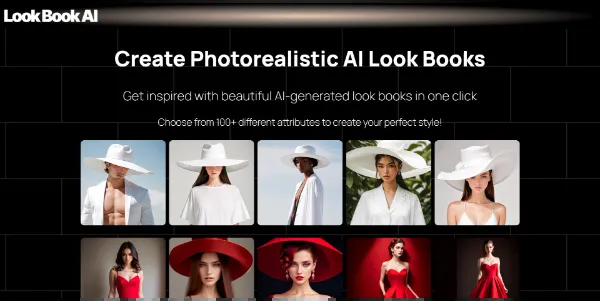 Look Book AI
Create Photorealistic AI Look Books
Get inspired with beautiful AI-generated look books in one click
Choose from 100+ different attributes to create your perfect style!